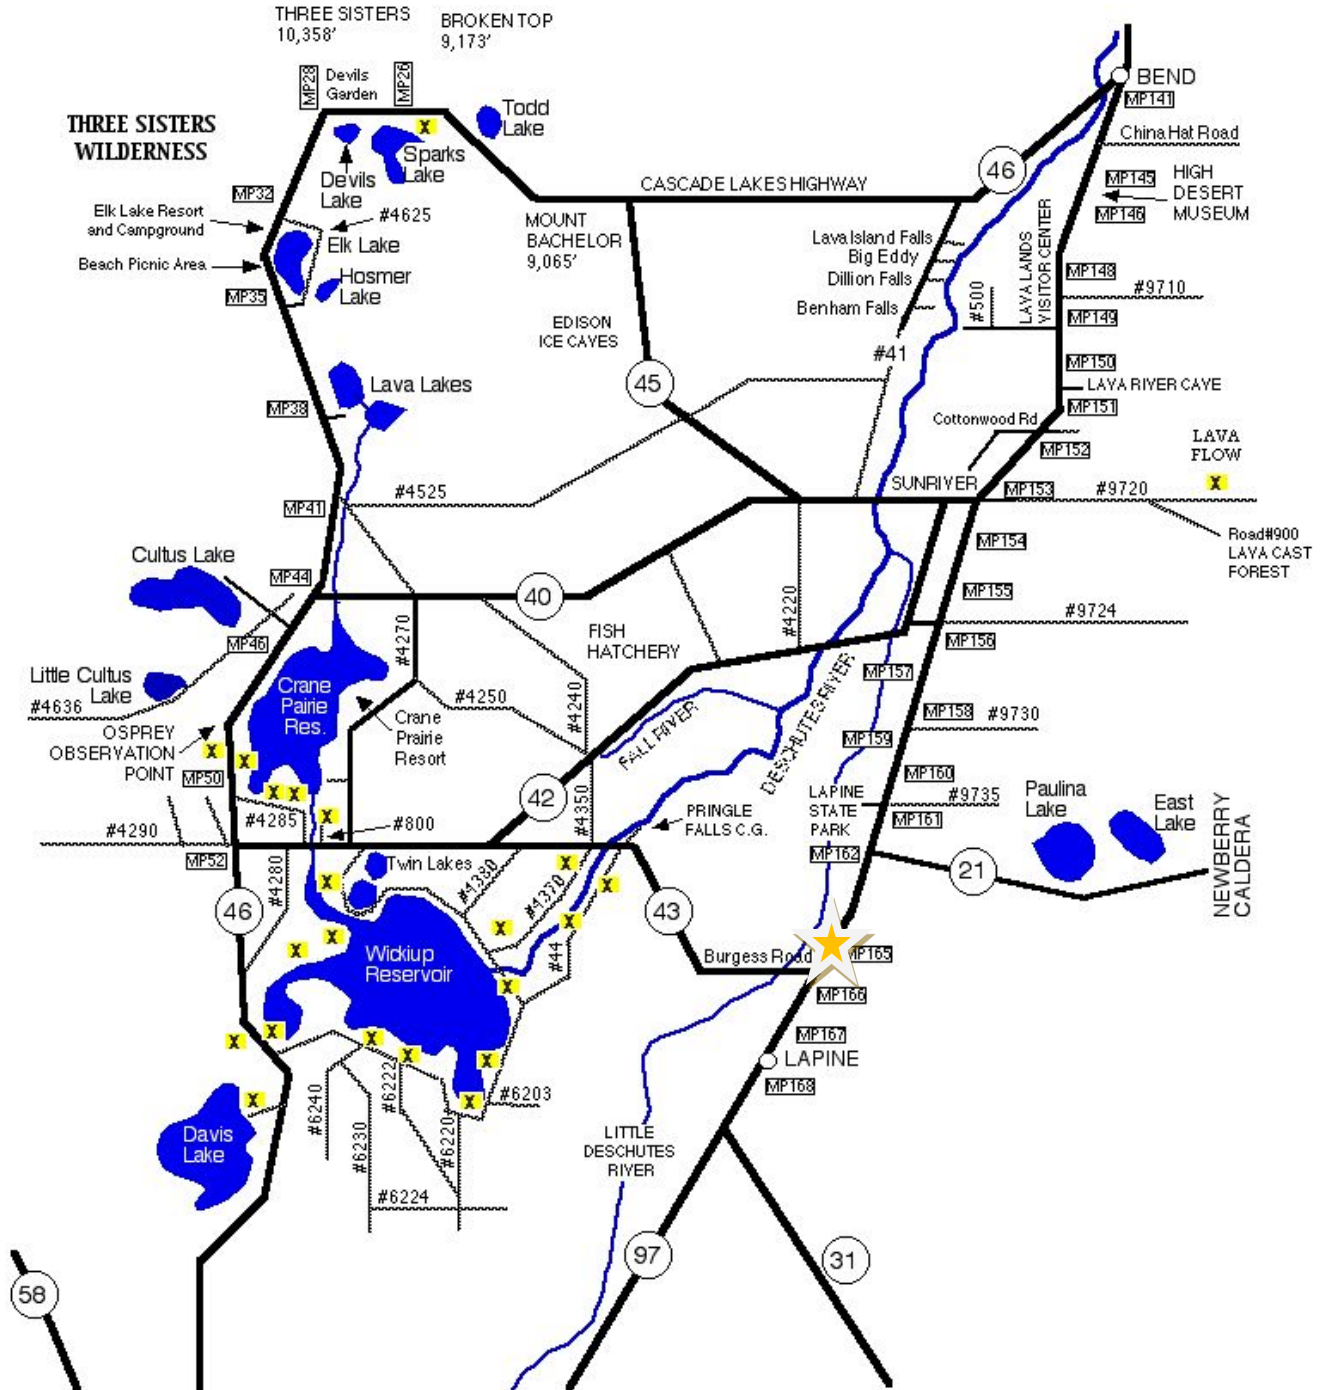 THREE SISTERS
10,358'
BROKEN TOP
9,173'
MP28
Devils
Garden
MP26
Todd
Lake
BEND
MP141
THREE SISTERS
WILDERNESS
Sparks
Lake
Devils
Lake
China Hat Road
46
CASCADE LAKES HIGHWAY
MP145
HIGH
DESERT
MUSEUM
MP146
MP32
Elk Lake Resort
and Campground
#4625
Elk Lake
Beach Picnic Area
Hosmer
Lake
MP35
MOUNT
BACHELOR
9,065'
Lava Island Falls
Big Eddy
Dillion Falls
Benham Falls
LAVA LANDS
VISITOR CENTER
MP148
#9710
#500
MP149
EDISON
ICE CAVES
#41
MP150
45
LAVA RIVER CAVE
Lava Lakes
MP38
MP151
Cottonwood Rd
MP152
LAVA
FLOW
X
SUNRIVER
MP153
#9720
#4525
MP41
Road#900
LAVA CAST
FOREST
MP154
Cultus Lake
MP44
40
MP155
#4270
#4220
#9724
FISH
HATCHERY
MP46
MP156
Little Cultus
Lake
#4636
Crane
Pairie
Res.
#4250
#4240
MP157
Crane
Prairie
Resort
FALL RIVER
DESCHUTES RIVER
MP158
#9730
OSPREY
OBSERVATION
POINT
X
X
MP159
MP50
MP160
42
X
X
#4350
#9735
Paulina
Lake
East
Lake
LAPINE
STATE
PARK
MP161
PRINGLE
FALLS C.G.
#4285
X
#800
#4290
MP52
MP162
NEWBERRY
CALDERA
21
Twin Lakes
#4280
X
#4380
#4370
X
X
46
43
X
X
X
X
Wickiup
Reservoir
#44
Burgess Road
MP165
X
MP166
X
X
X
X
X
MP167
LAPINE
MP168
X
X
#6240
#6222
#6203
#6230
#6220
Davis
Lake
LITTLE
DESCHUTES
RIVER
#6224
97
31
58